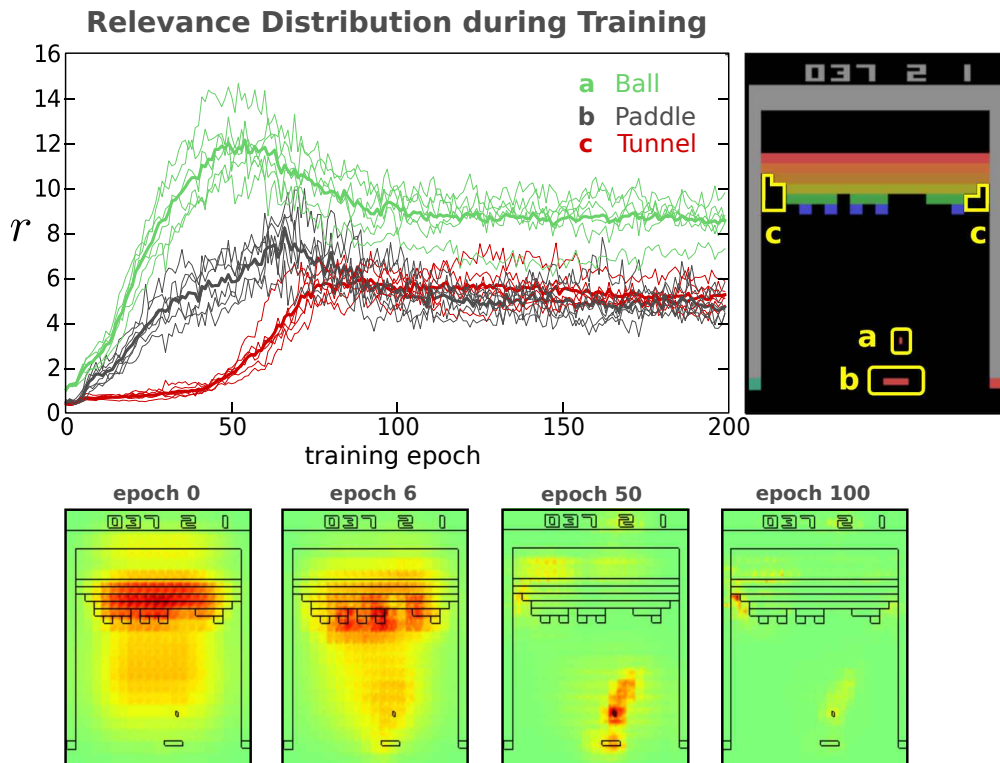 Relevance Distribution during Training
16
14
12
10
8
6
4
2
0
r
0
50
100
150
200
training epoch
a Ball
b Paddle
c Tunnel
037 2 1
c
c
a
b
epoch 0
epoch 6
epoch 50
epoch 100
037 2 1
037 2 1
037 2 1
037 2 1